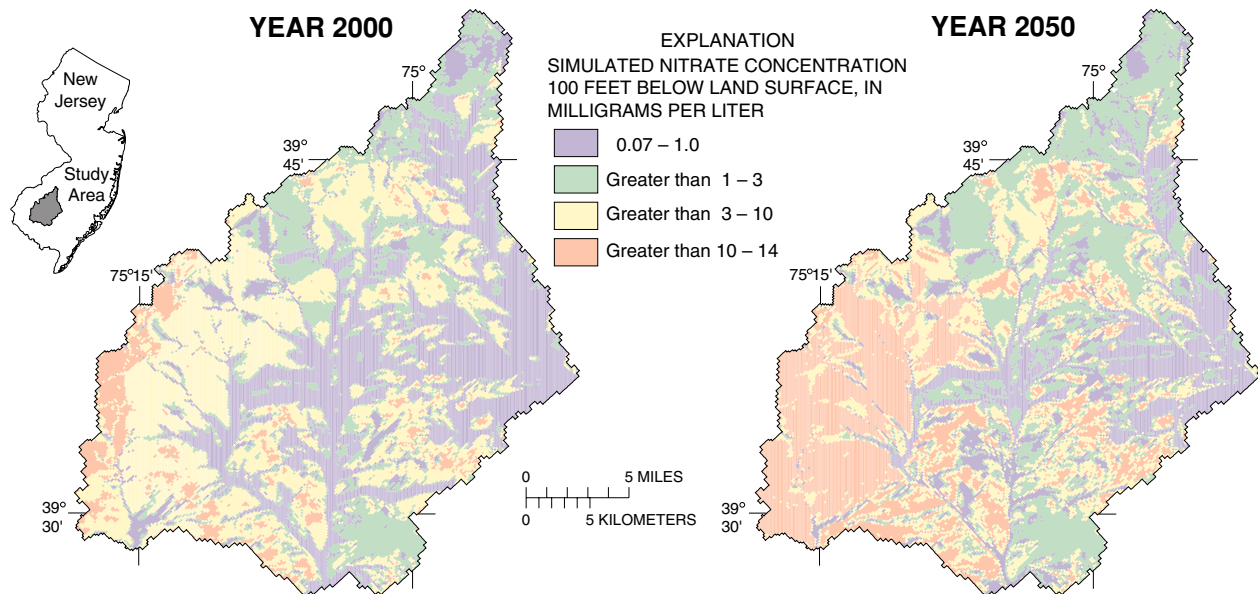 YEAR 2000
YEAR 2050
New
Jersey
Study
Area
EXPLANATION
SIMULATED NITRATE CONCENTRATION
100 FEET BELOW LAND SURFACE, IN
MILLIGRAMS PER LITER
0.07 – 1.0
Greater than 1 – 3
Greater than 3 – 10
Greater than 10 – 14
75°
39°
45'
75°15'
39°
30'
0 5 MILES
0 5 KILOMETERS
75°
39°
45'
75°15'
39°
30'